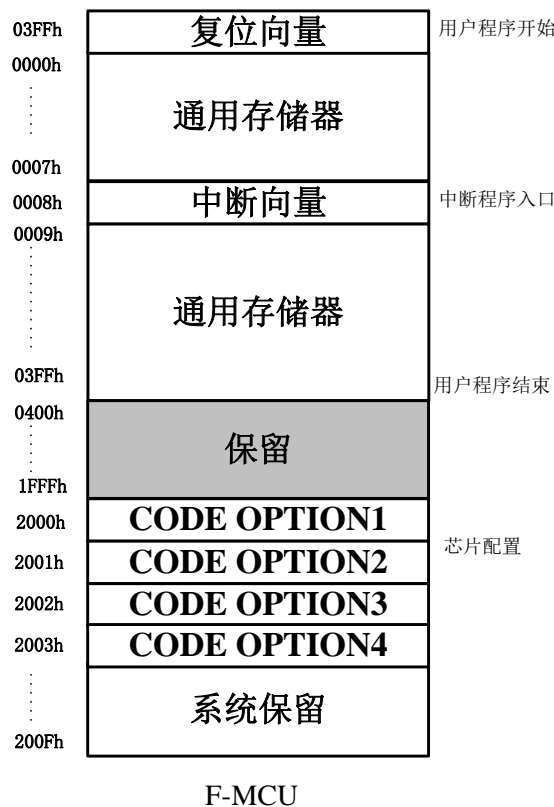 03FFh 复位向量 用户程序开始
0000h
通用存储器
0007h
0008h 中断向量 中断程序入口
0009h
通用存储器
03FFh 用户程序结束
0400h
保留
1FFFh
2000h CODE OPTION1
芯片配置
2001h CODE OPTION2
2002h CODE OPTION3
2003h CODE OPTION4
系统保留
200Fh
F-MCU